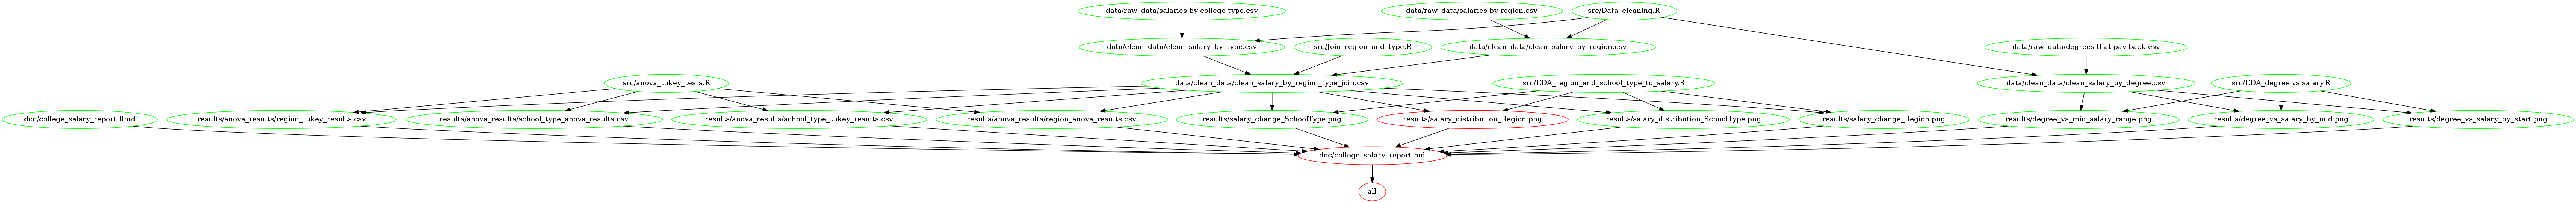 data/raw_data/salaries-by-college-type.csv
data/raw_data/salaries-by-region.csv
src/Data_cleaning.R
data/clean_data/clean_salary_by_type.csv
src/Join_region_and_type.R
data/clean_data/clean_salary_by_region.csv
data/raw_data/degrees-that-pay-back.csv
src/anova_tukey_tests.R
data/clean_data/clean_salary_by_region_type_join.csv
src/EDA_region_and_school_type_to_salary.R
data/clean_data/clean_salary_by_degree.csv
src/EDA_degree-vs-salary.R
doc/college_salary_report.Rmd
results/anova_results/region_tukey_results.csv
results/anova_results/school_type_anova_results.csv
results/anova_results/school_type_tukey_results.csv
results/anova_results/region_anova_results.csv
results/salary_change_SchoolType.png
results/salary_distribution_Region.png
results/salary_distribution_SchoolType.png
results/salary_change_Region.png
results/degree_vs_mid_salary_range.png
results/degree_vs_salary_by_mid.png
results/degree_vs_salary_by_start.png
doc/college_salary_report.md
all